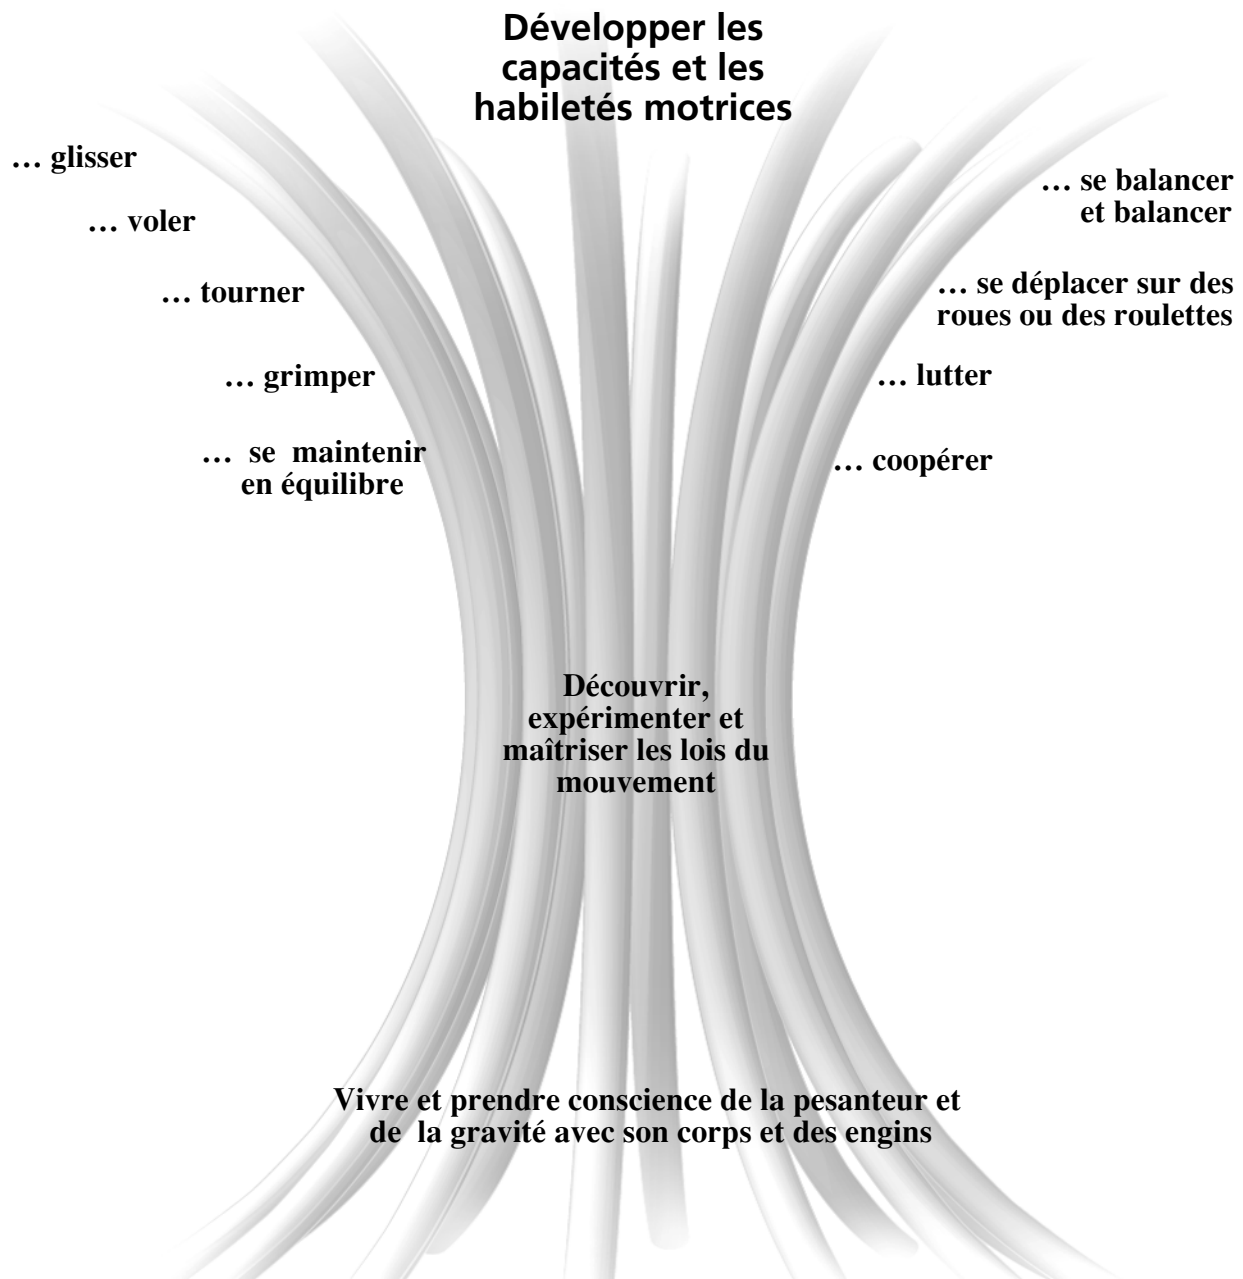 Développer les
capacités et les
habiletés motrices
… glisser
… voler
… tourner
… grimper
… se maintenir
en équilibre
… se balancer
et balancer
… se déplacer sur des
roues ou des roulettes
… lutter
… coopérer
Découvrir,
expérimenter et
maîtriser les lois du
mouvement
Vivre et prendre conscience de la pesanteur et
de la gravité avec son corps et des engins